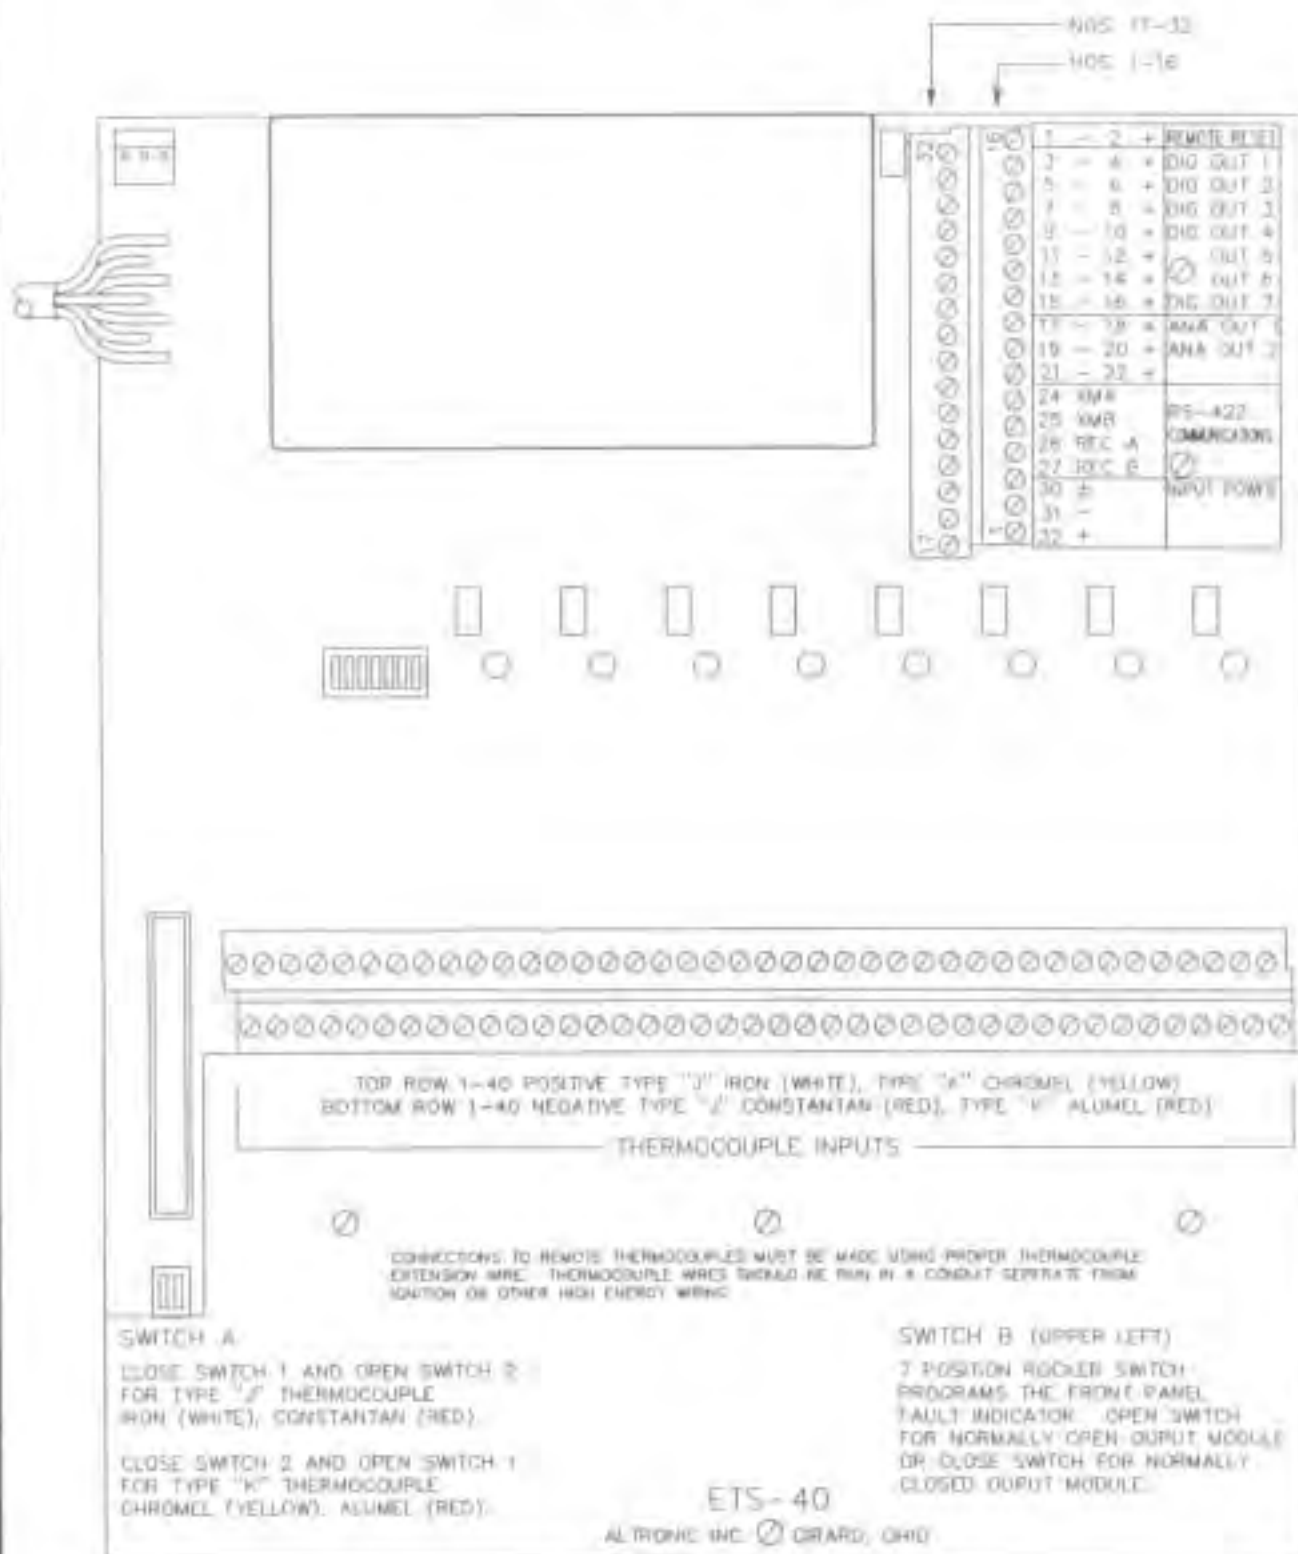 NOS. 17-32
NOS. 1-16
32
16
1 - 2 + REMOTE RESET
3 - 4 + DIG OUT 1
5 - 6 + DIG OUT 2
7 - 8 + DIG OUT 3
9 - 10 + DIG OUT 4
11 - 12 + OUT 5
13 - 14 + OUT 6
15 - 16 + DIG OUT 7
17 - 18 + ANA OUT 1
19 - 20 + ANA OUT 2
21 - 22 +
24 XMA
25 XMB
26 REC A
27 REC B
RS-422
COMMUNICATIONS
30 ±
31 -
32 +
INPUT POWER
17
1
TOP ROW 1-40 POSITIVE TYPE "J" IRON (WHITE), TYPE "K" CHROMEL (YELLOW)
BOTTOM ROW 1-40 NEGATIVE TYPE "J" CONSTANTAN (RED), TYPE "K" ALUMEL (RED)
THERMOCOUPLE INPUTS
CONNECTIONS TO REMOTE THERMOCOUPLES MUST BE MADE USING PROPER THERMOCOUPLE
EXTENSION WIRE. THERMOCOUPLE WIRES SHOULD BE RUN IN A CONDUIT SEPERATE FROM
IGNITION OR OTHER HIGH ENERGY WIRING
SWITCH A
CLOSE SWITCH 1 AND OPEN SWITCH 2
FOR TYPE "J" THERMOCOUPLE
IRON (WHITE), CONSTANTAN (RED).
CLOSE SWITCH 2 AND OPEN SWITCH 1
FOR TYPE "K" THERMOCOUPLE
CHROMEL (YELLOW), ALUMEL (RED).
SWITCH B (UPPER LEFT)
7 POSITION ROCKER SWITCH
PROGRAMS THE FRONT PANEL
FAULT INDICATOR. OPEN SWITCH
FOR NORMALLY OPEN OUPUT MODULE
OR CLOSE SWITCH FOR NORMALLY
CLOSED OUPUT MODULE.
ETS-40
ALTRONIC INC. GIRARD, OHIO